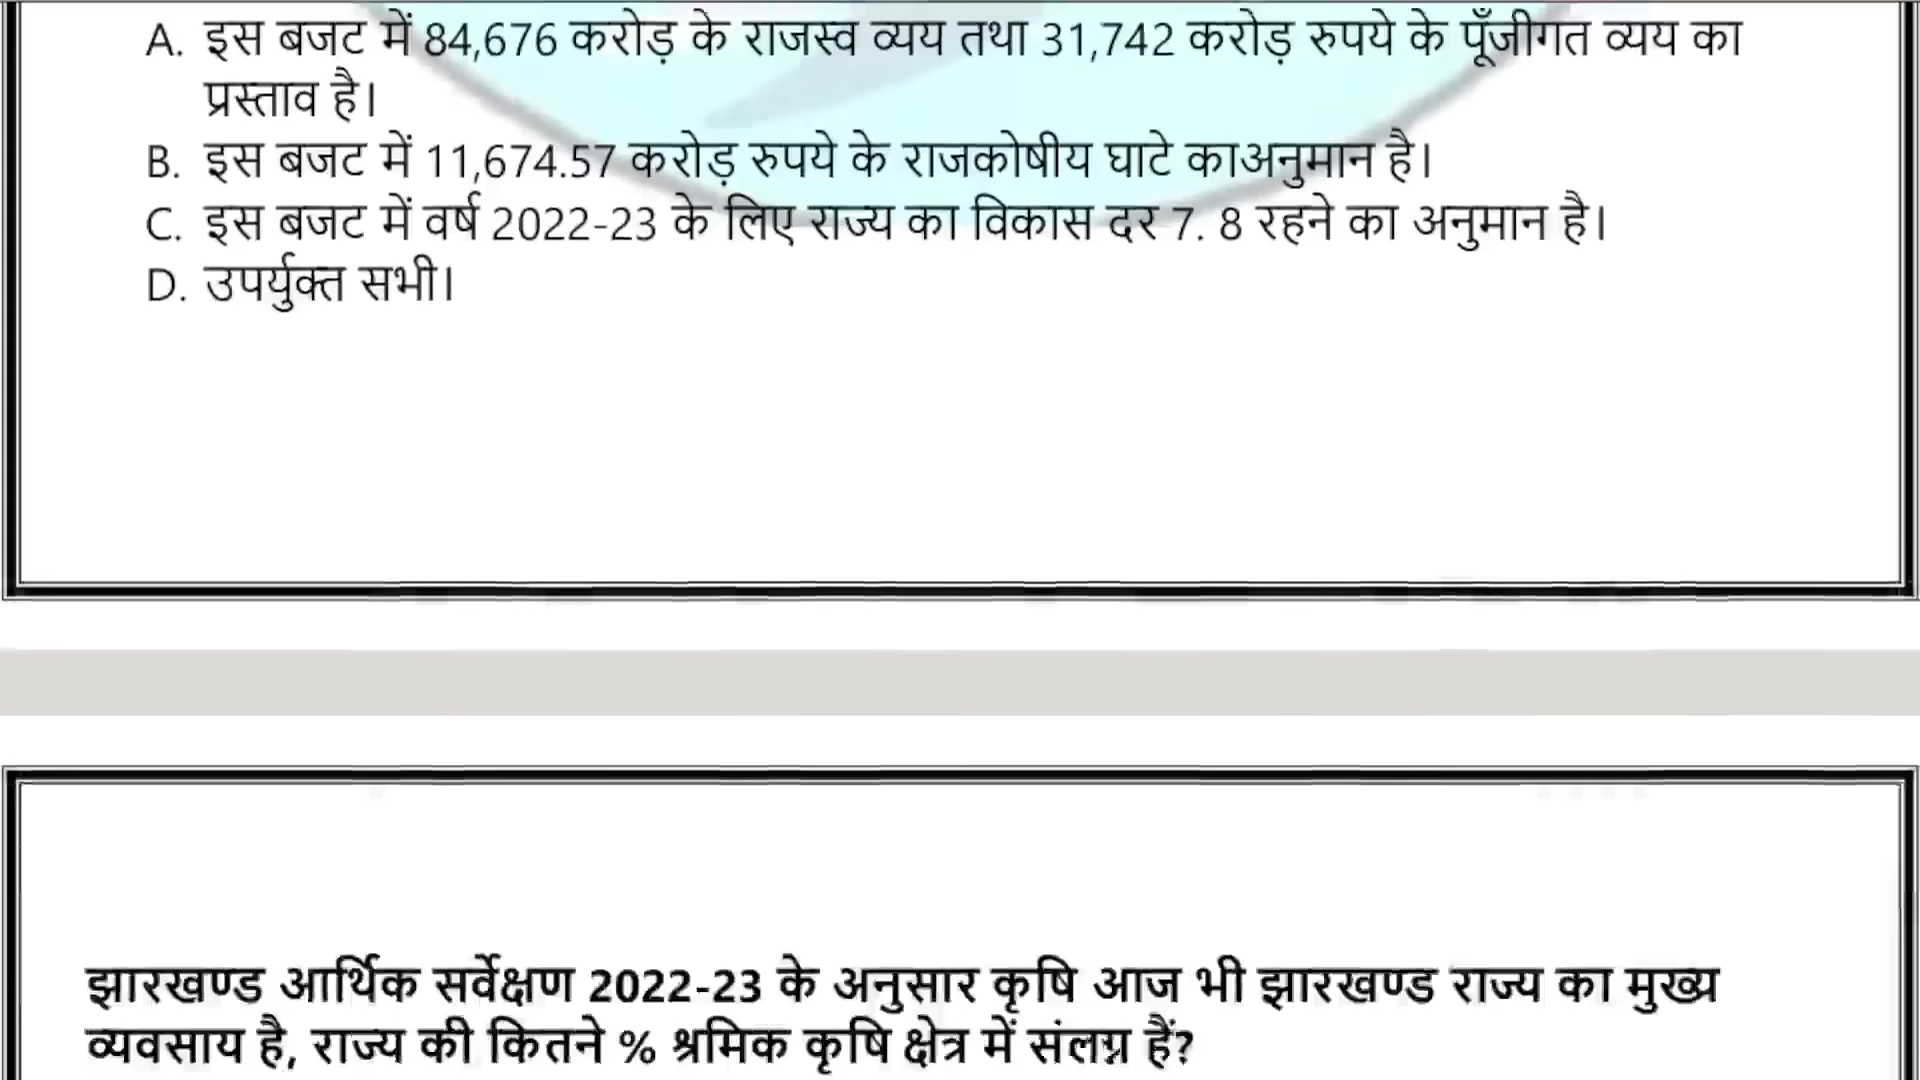 A. इस बजट में 84,676 करोड़ के राजस्व व्यय तथा 31,742 करोड़ रुपये के पूँजीगत व्यय का
प्रस्ताव है।
B. इस बजट में 11,674.57 करोड़ रुपये के राजकोषीय घाटे काअनुमान है।
C. इस बजट में वर्ष 2022-23 के लिए राज्य का विकास दर 7. 8 रहने का अनुमान है।
D. उपर्युक्त सभी।
झारखण्ड आर्थिक सर्वेक्षण 2022-23 के अनुसार कृषि आज भी झारखण्ड राज्य का मुख्य
व्यवसाय है, राज्य की कितने % श्रमिक कृषि क्षेत्र में संलग्न हैं?